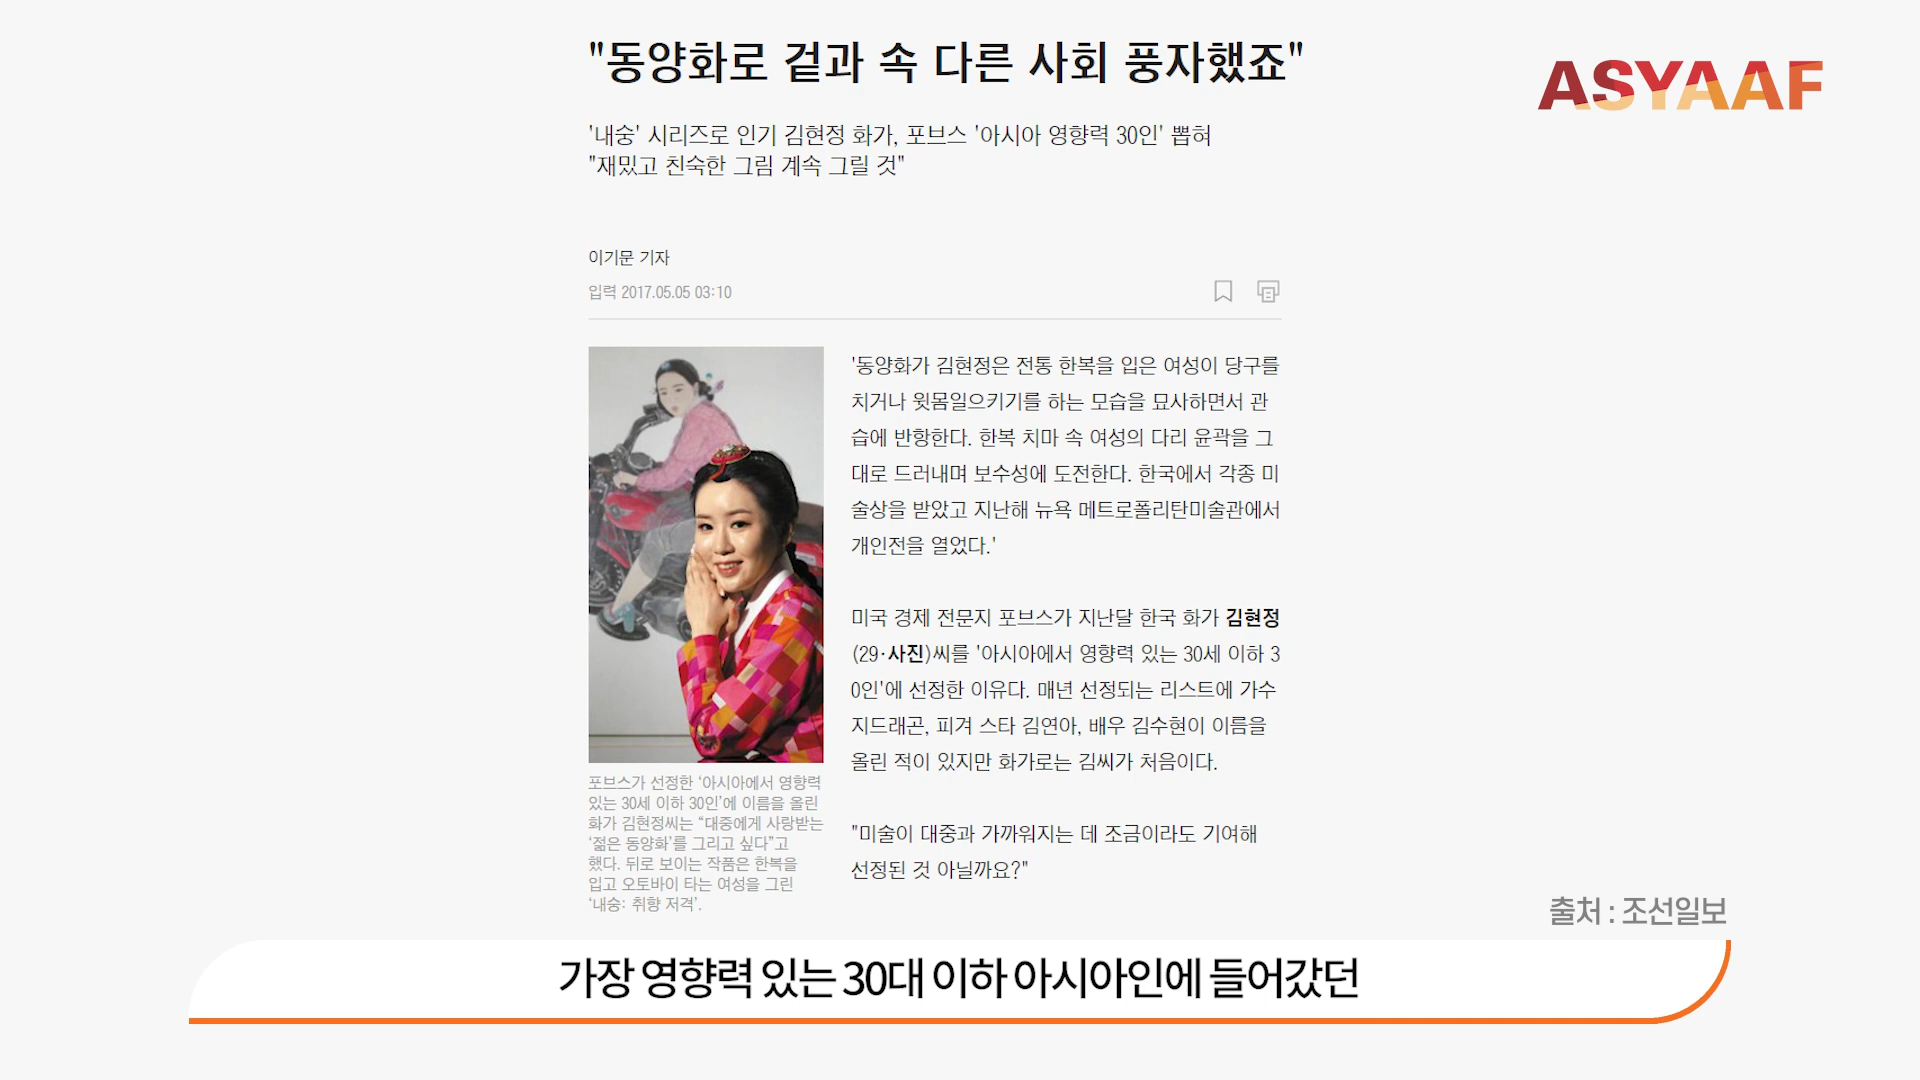 "동양화로 겉과 속 다른 사회 풍자했죠"
ASYAAF
'내숭' 시리즈로 인기 김현정 화가, 포브스 '아시아 영향력 30인' 뽑혀
"재밌고 친숙한 그림 계속 그릴 것"
이기문 기자
입력 2017.05.05 03:10
'동양화가 김현정은 전통 한복을 입은 여성이 당구를
치거나 윗몸일으키기를 하는 모습을 묘사하면서 관
습에 반항한다. 한복 치마 속 여성의 다리 윤곽을 그
대로 드러내며 보수성에 도전한다. 한국에서 각종 미
술상을 받았고 지난해 뉴욕 메트로폴리탄미술관에서
개인전을 열었다.'
미국 경제 전문지 포브스가 지난달 한국 화가 김현정
(29·사진)씨를 '아시아에서 영향력 있는 30세 이하 3
0인'에 선정한 이유다. 매년 선정되는 리스트에 가수
지드래곤, 피겨 스타 김연아, 배우 김수현이 이름을
올린 적이 있지만 화가로는 김씨가 처음이다.
"미술이 대중과 가까워지는 데 조금이라도 기여해
선정된 것 아닐까요?"
포브스가 선정한 ‘아시아에서 영향력
있는 30세 이하 30인’에 이름을 올린
화가 김현정씨는 “대중에게 사랑받는
‘젊은 동양화’를 그리고 싶다”고
했다. 뒤로 보이는 작품은 한복을
입고 오토바이 타는 여성을 그린
‘내숭: 취향 저격’.
출처 : 조선일보
가장 영향력 있는 30대 이하 아시아인에 들어갔던